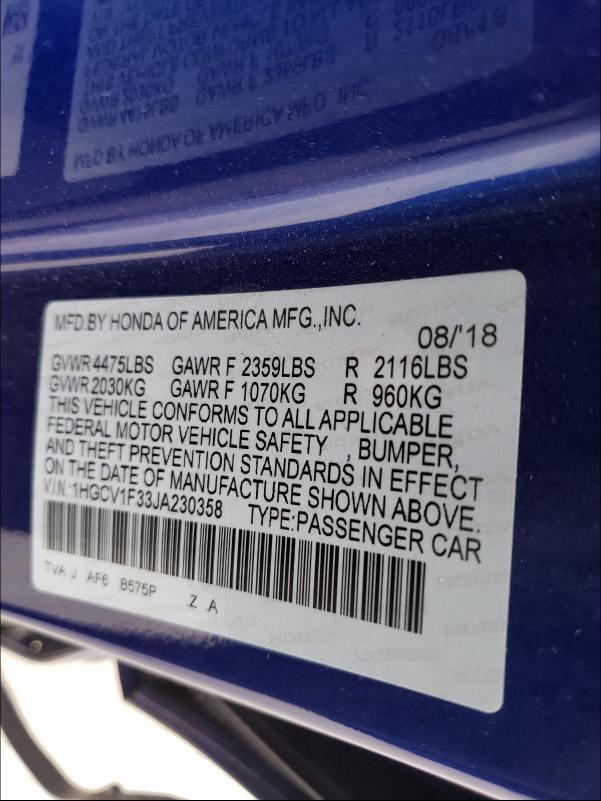 MFD.BY HONDA OF AMERICA MFG.,INC. 08/'18
GVWR 4475LBS GAWR F 2359LBS R 2116LBS
GVWR 2030KG GAWR F 1070KG R 960KG
THIS VEHICLE CONFORMS TO ALL APPLICABLE
FEDERAL MOTOR VEHICLE SAFETY , BUMPER,
AND THEFT PREVENTION STANDARDS IN EFFECT
ON THE DATE OF MANUFACTURE SHOWN ABOVE.
V.I.N.:1HGCV1F33JA230358 TYPE:PASSENGER CAR
TVA J AF6 B575P .Z .A